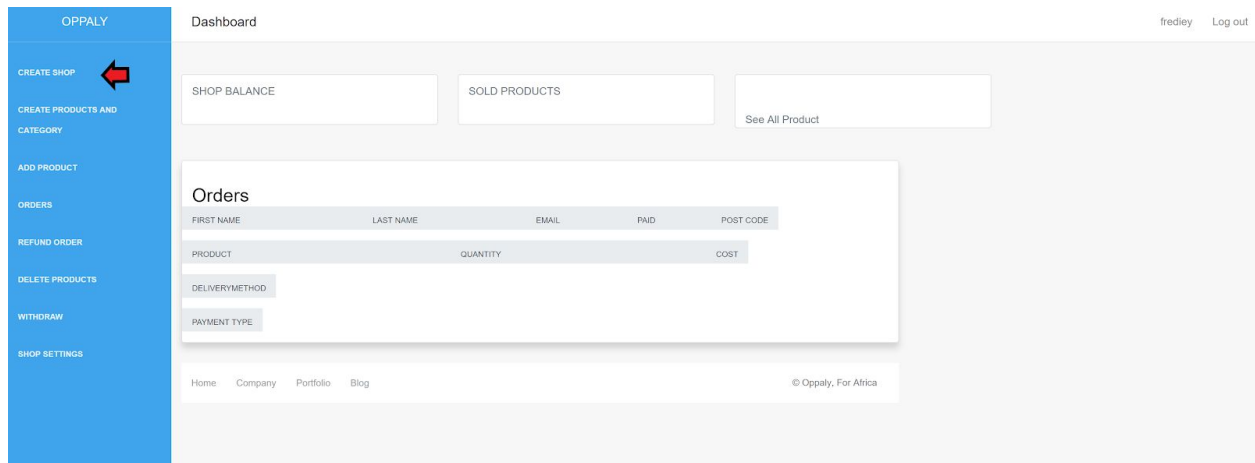 OPPALY
Dashboard
frediey
Log out
CREATE SHOP
CREATE PRODUCTS AND
CATEGORY
ADD PRODUCT
ORDERS
REFUND ORDER
DELETE PRODUCTS
WITHDRAW
SHOP SETTINGS
SHOP BALANCE
SOLD PRODUCTS
See All Product
Orders
FIRST NAME LAST NAME EMAIL PAID POST CODE
PRODUCT QUANTITY COST
DELIVERYMETHOD
PAYMENT TYPE
Home Company Portfolio Blog
© Oppaly, For Africa